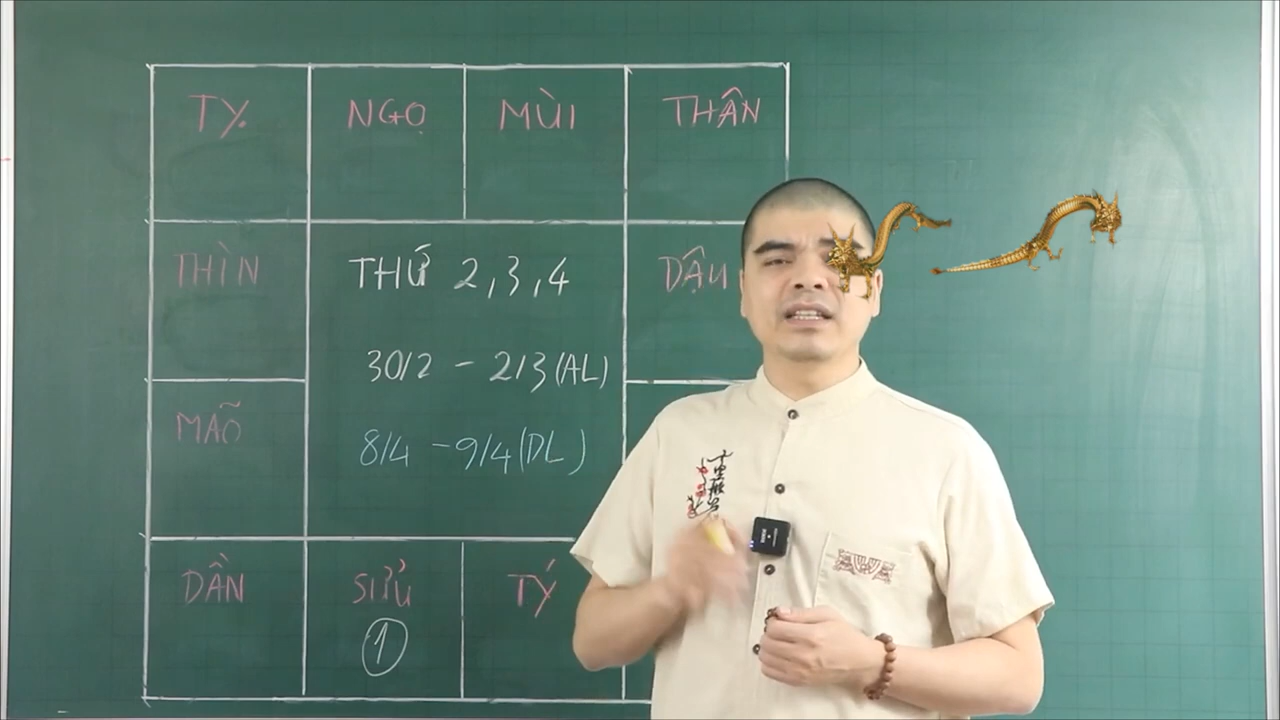 TỴ
NGỌ
MÙI
THÂN
THÌN
THỨ 2,3,4
DẬU
30/2 - 2/3 (AL)
MÃO
8/4 - 9/4 (DL)
DẦN
SỬU
TÝ
1